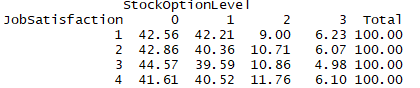 StockOptionLevel
JobSatisfaction 0 1 2 3 Total
1 42.56 42.21 9.00 6.23 100.00
2 42.86 40.36 10.71 6.07 100.00
3 44.57 39.59 10.86 4.98 100.00
4 41.61 40.52 11.76 6.10 100.00